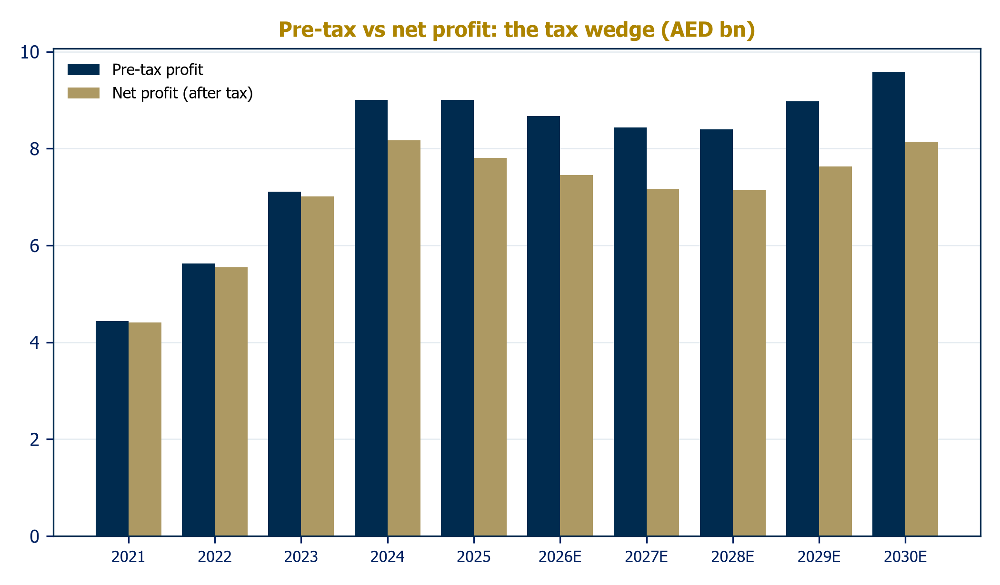 Pre-tax vs net profit: the tax wedge (AED bn)
Pre-tax profit
Net profit (after tax)
10
8
6
4
2
0
2021 2022 2023 2024 2025 2026E 2027E 2028E 2029E 2030E